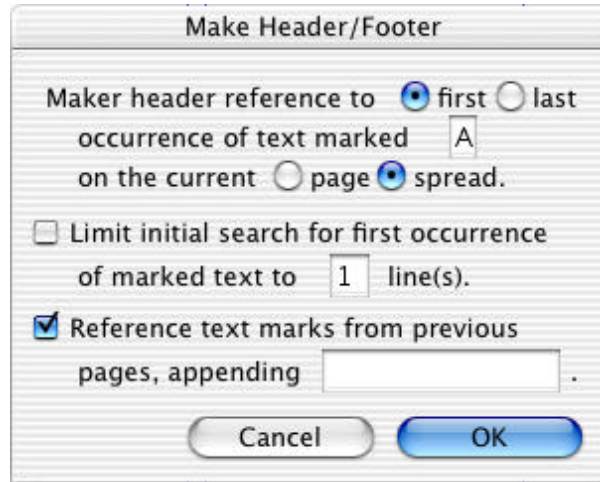 Make Header/Footer
Maker header reference to first last
occurrence of text marked A
on the current page spread.
Limit initial search for first occurrence
of marked text to 1 line(s).
Reference text marks from previous
pages, appending .
Cancel OK